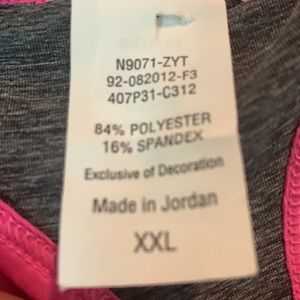 N9071-ZYT
92-082012-F3
407P31-C312
84% POLYESTER
16% SPANDEX
Exclusive of Decoration
Made in Jordan
XXL